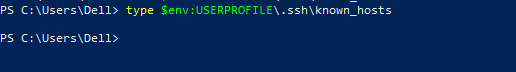 PS C:\Users\Dell> type $env:USERPROFILE\.ssh\known_hosts
PS C:\Users\Dell>